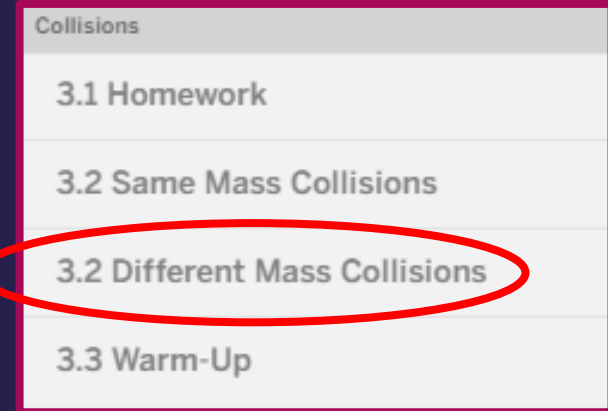 Collisions
3.1 Homework
3.2 Same Mass Collisions
3.2 Different Mass Collisions
3.3 Warm-Up